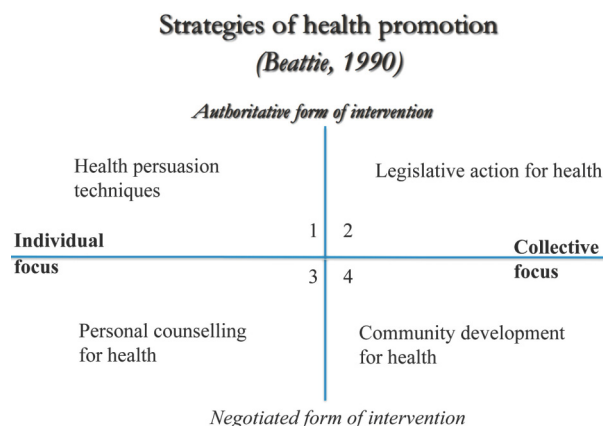 Strategies of health promotion
(Beattie, 1990)
Authoritative form of intervention
Health persuasion
techniques
Legislative action for health
1
2
Individual
focus
Collective
focus
3
4
Personal counselling
for health
Community development
for health
Negotiated form of intervention